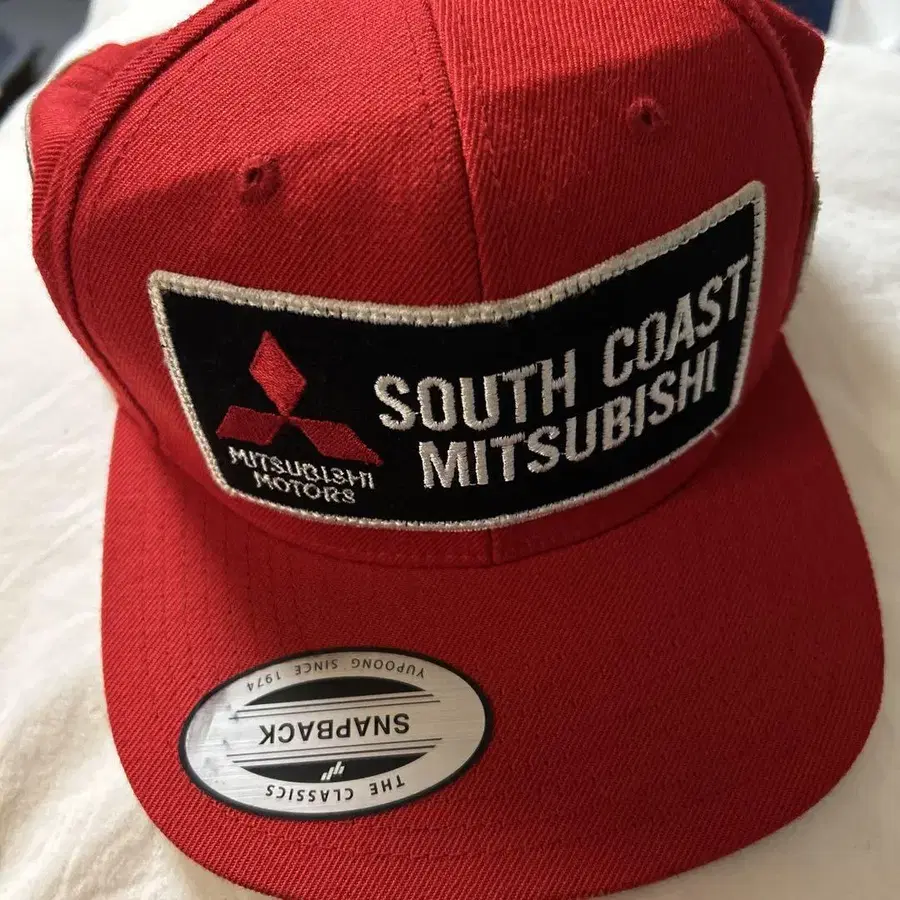 SOUTH COAST
MITSUBISHI
MITSUBISHI
MOTORS
THE CLASSICS
SNAPBACK
YUPOONG SINCE 1974